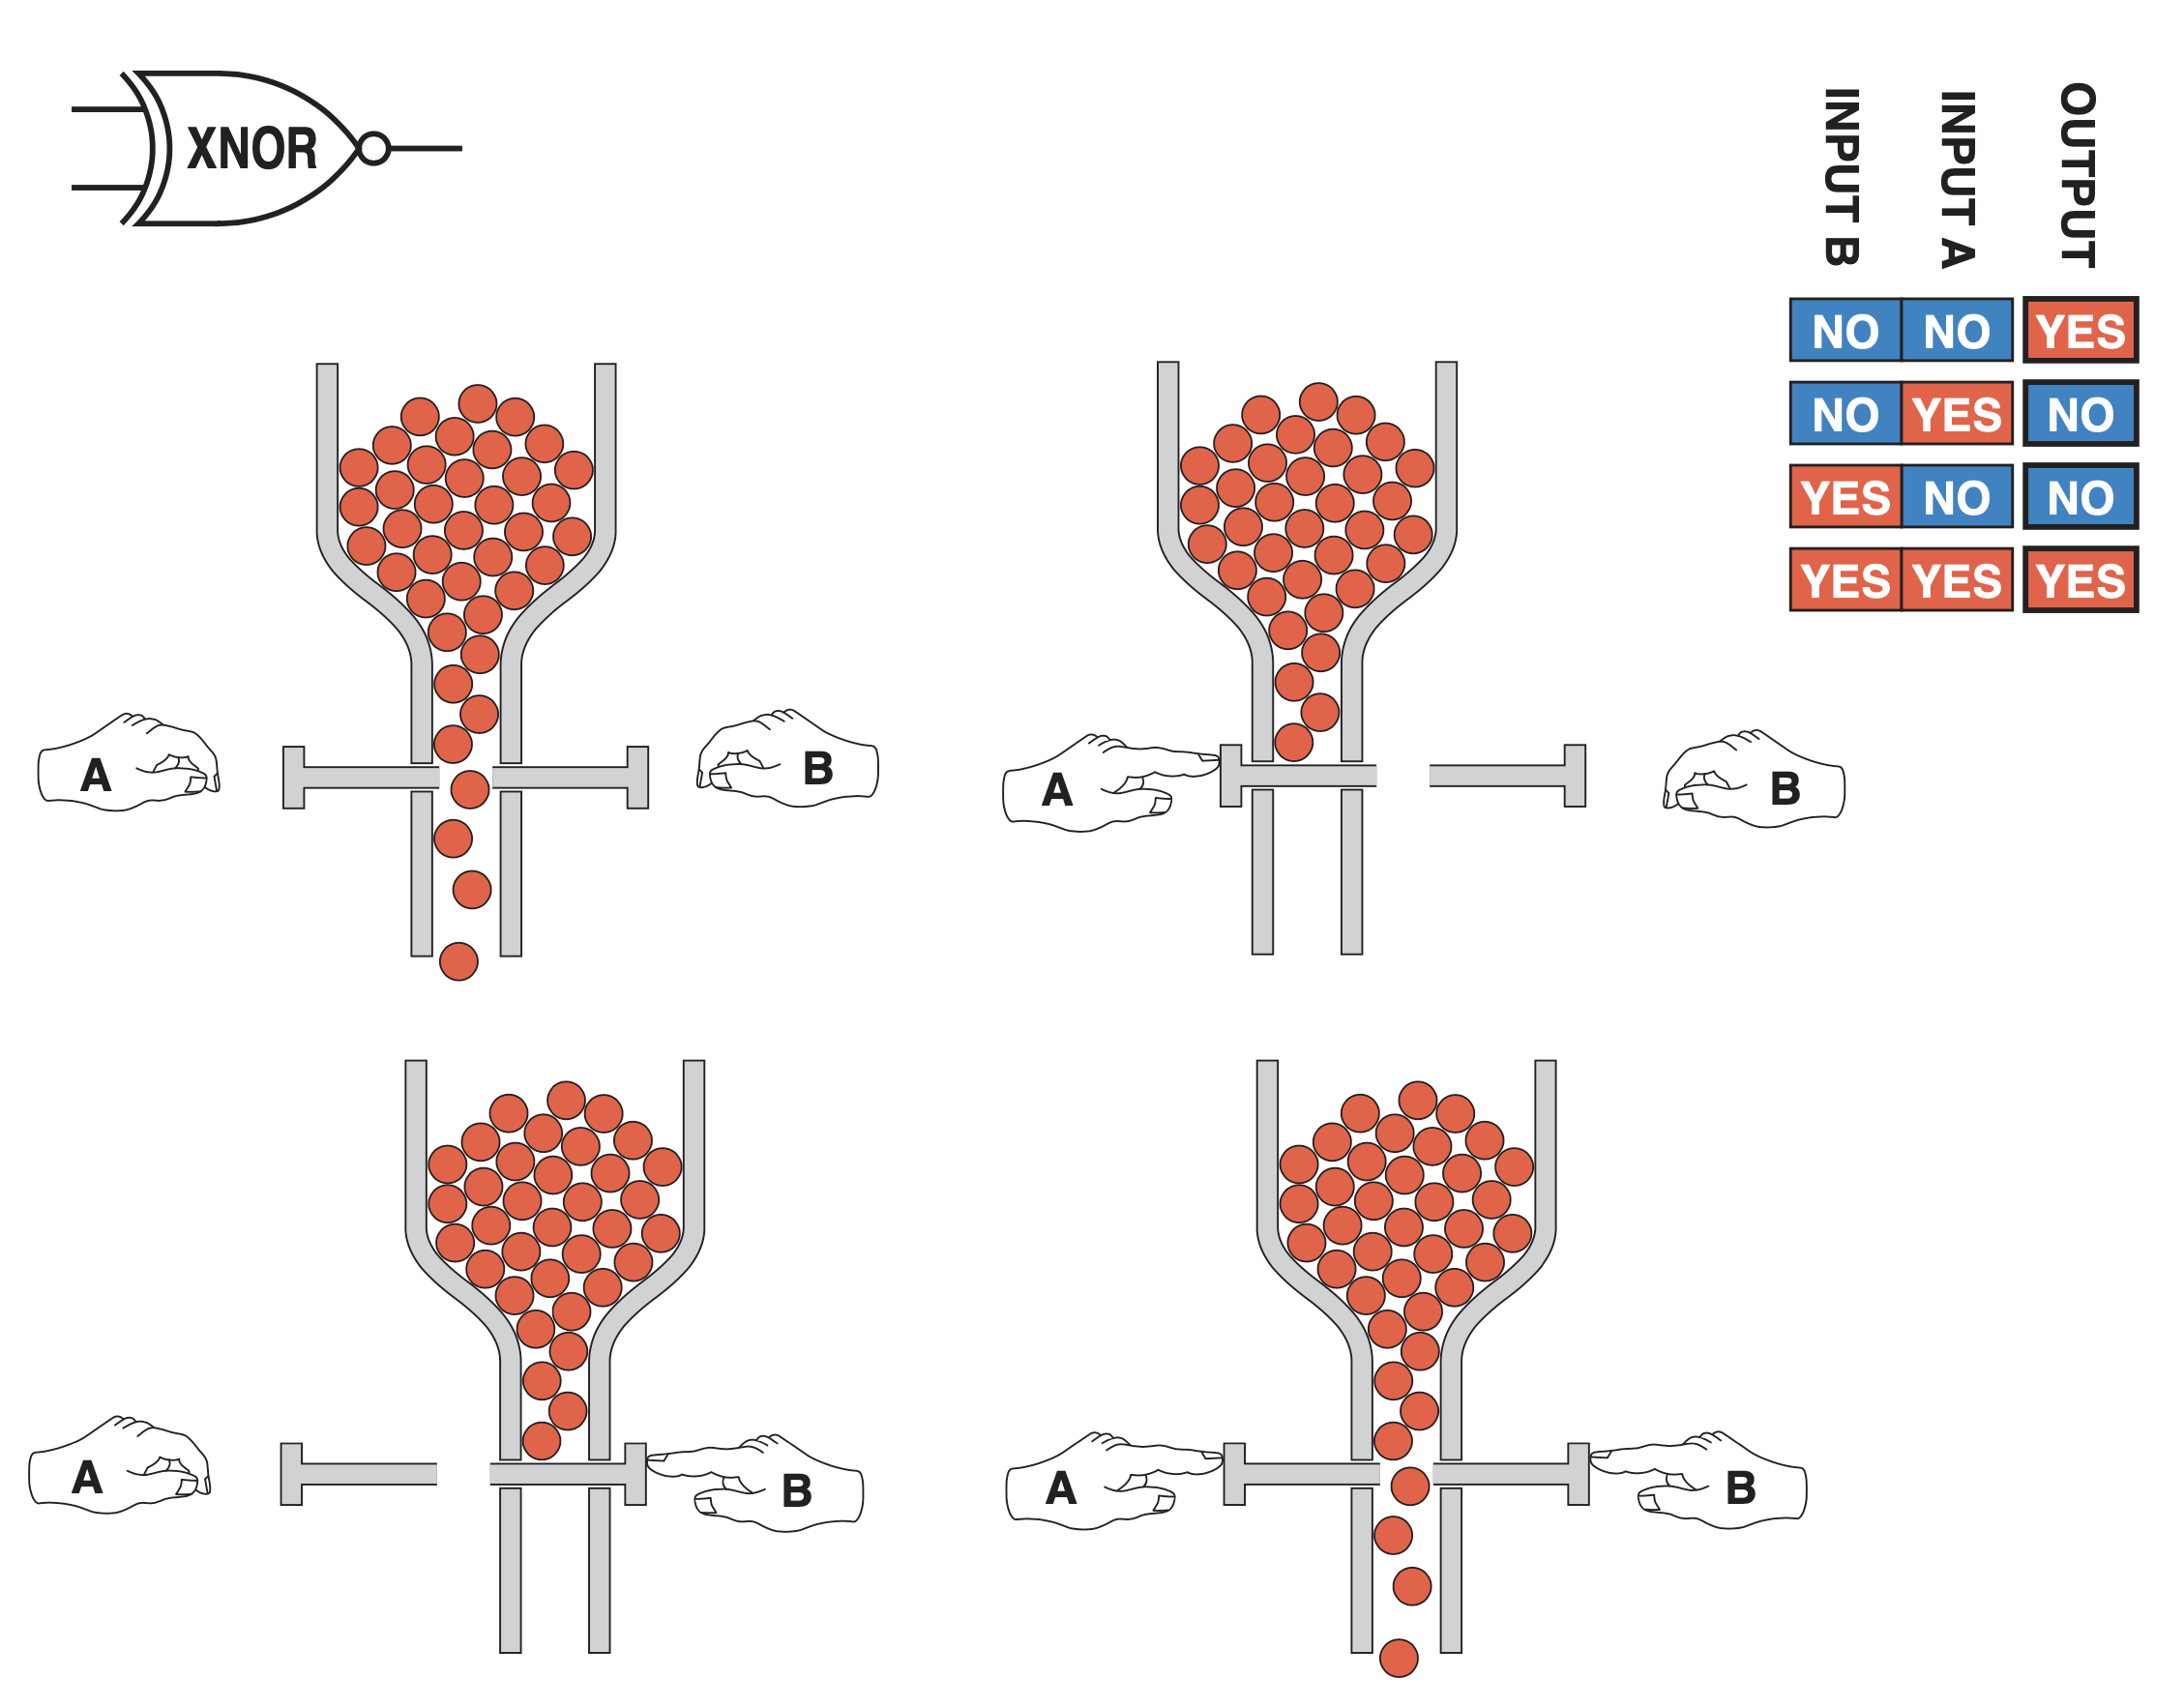 XNOR
INPUT B INPUT A OUTPUT
NO NO YES
NO YES NO
YES NO NO
YES YES YES
A B
A B
A B
A B